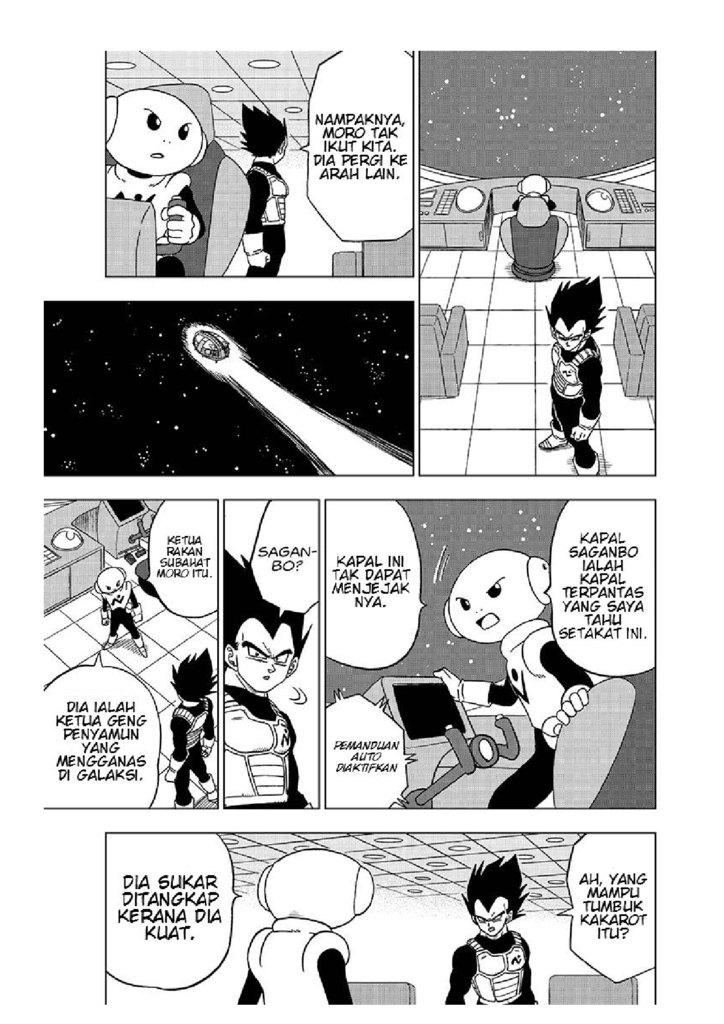 NAMPAKNYA,
MORO TAK
IKUT KITA.
DIA PERGI KE
ARAH LAIN.
KAPAL
SAGANBO
IALAH
KAPAL
TERPANTAS
YANG SAYA
TAHU
SETAKAT INI.
KAPAL INI
TAK DAPAT
MENJEJAK
NYA.
PEMANDUAN
AUTO
DIAKTIFKAN
SAGAN-
BO?
KETUA
RAKAN
SUBAHAT
MORO ITU.
DIA IALAH
KETUA GENG
PENYAMUN
YANG
MENGGANAS
DI GALAKSI.
AH, YANG
MAMPU
TUMBUK
KAKAROT
ITU?
DIA SUKAR
DITANGKAP
KERANA DIA
KUAT.